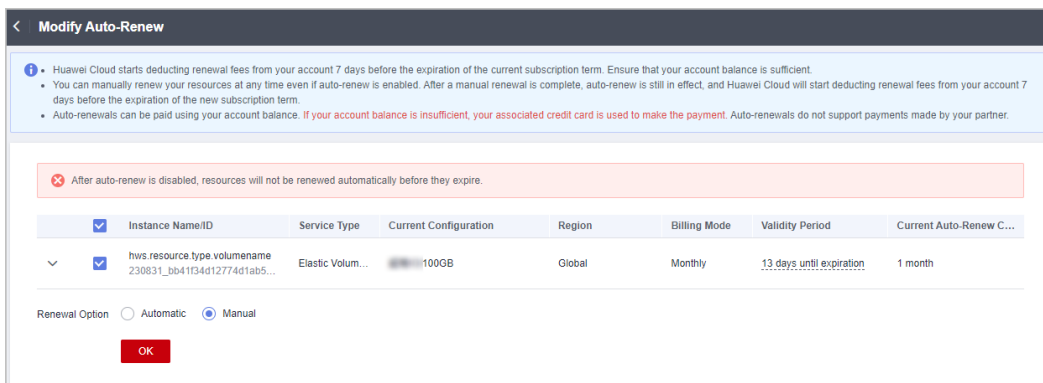 Modify Auto-Renew
Huawei Cloud starts deducting renewal fees from your account 7 days before the expiration of the current subscription term. Ensure that your account balance is sufficient.
You can manually renew your resources at any time even if auto-renew is enabled. After a manual renewal is complete, auto-renew is still in effect, and Huawei Cloud will start deducting renewal fees from your account 7
days before the expiration of the new subscription term.
Auto-renewals can be paid using your account balance. If your account balance is insufficient, your associated credit card is used to make the payment. Auto-renewals do not support payments made by your partner.
After auto-renew is disabled, resources will not be renewed automatically before they expire.
Instance Name/ID Service Type Current Configuration Region Billing Mode Validity Period Current Auto-Renew C...
hws.resource.type.volumename
230831_bb41f34d12774d1ab5... Elastic Volum... 100GB Global Monthly 13 days until expiration 1 month
Renewal Option Automatic Manual
OK